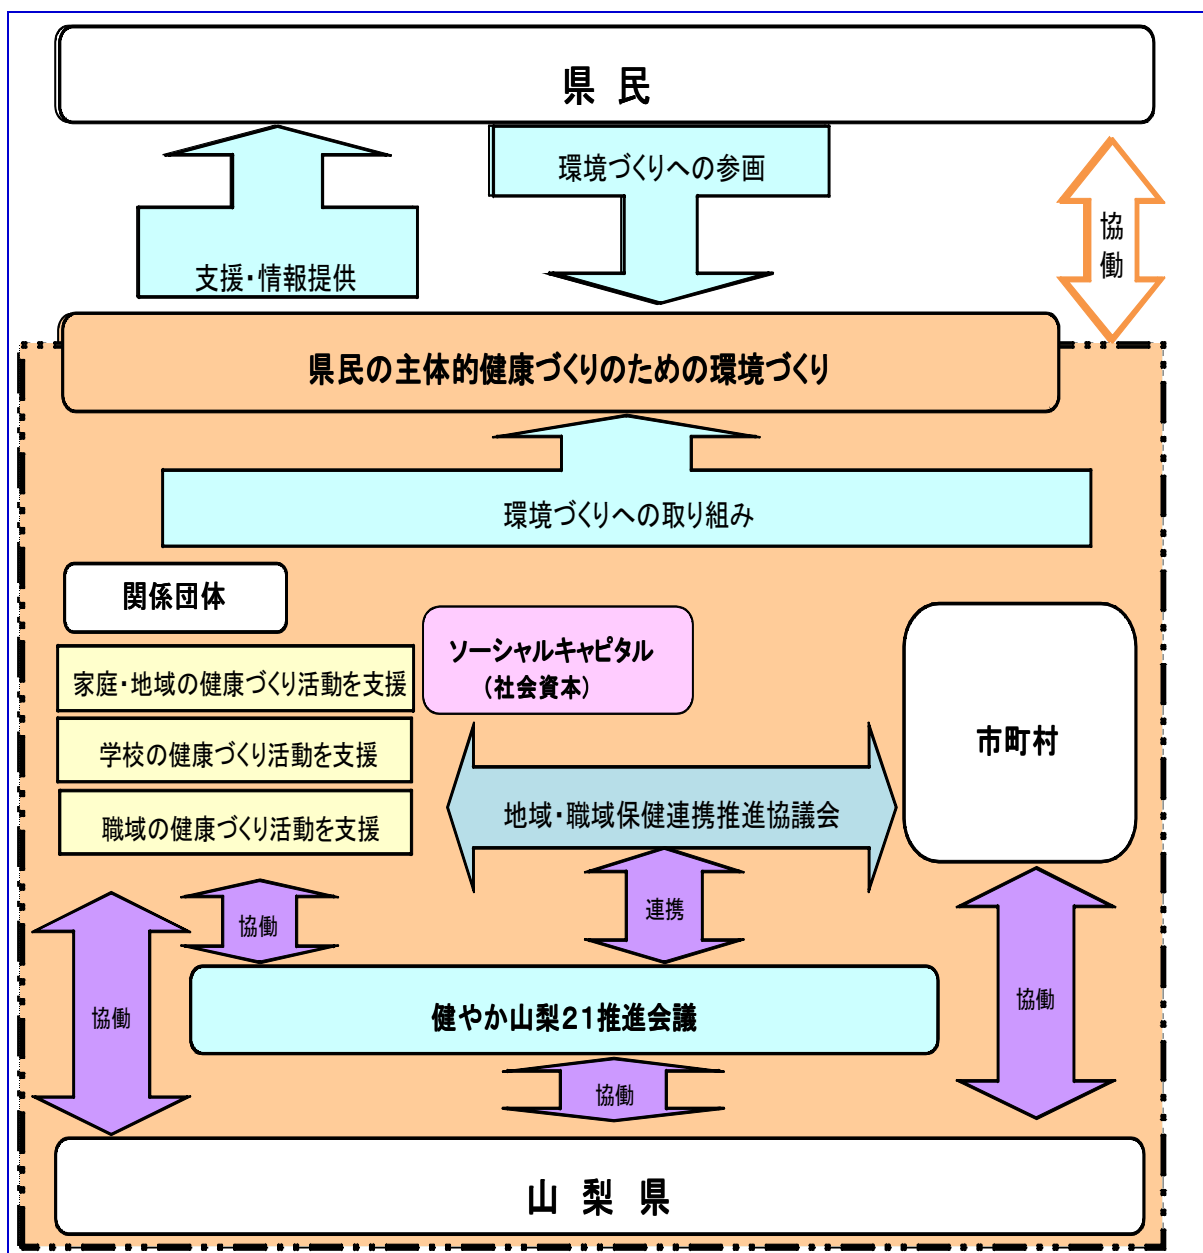 県 民
環境づくりへの参画
支援・情報提供
協
働
県民の主体的健康づくりのための環境づくり
環境づくりへの取り組み
関係団体
家庭・地域の健康づくり活動を支援
学校の健康づくり活動を支援
職域の健康づくり活動を支援
ソーシャルキャピタル
(社会資本)
市町村
地域・職域保健連携推進協議会
協働
連携
協働
協働
健やか山梨21推進会議
協働
山 梨 県